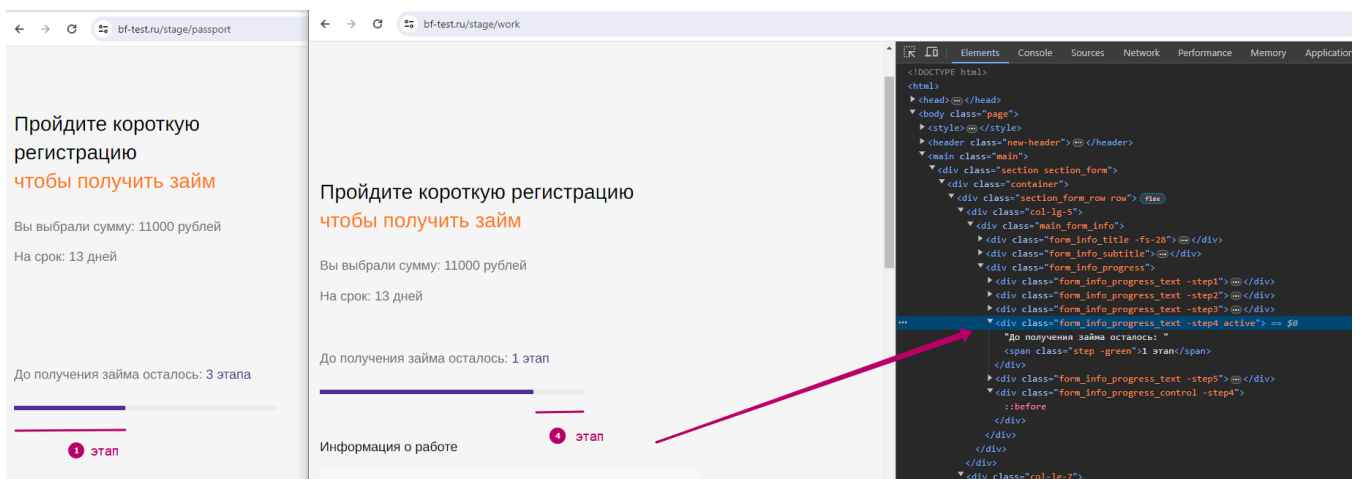 bf-test.ru/stage/passport
Пройдите короткую
регистрацию
чтобы получить займ
Вы выбрали сумму: 11000 рублей
На срок: 13 дней
До получения займа осталось: 3 этапа
1 этап
bf-test.ru/stage/work
Пройдите короткую регистрацию
чтобы получить займ
Вы выбрали сумму: 11000 рублей
На срок: 13 дней
До получения займа осталось: 1 этап
4 этап
Информация о работе
Elements Console Sources Network Performance Memory Application
<!DOCTYPE html>
<html>
<head>…</head>
<body class="page">
<style>…</style>
<header class="new-header">…</header>
<main class="main">
<div class="section section_form">
<div class="container">
<div class="section_form_row row"> flex
<div class="col-lg-5">
<div class="main_form_info">
<div class="form_info_title -fs-28">…</div>
<div class="form_info_subtitle">…</div>
<div class="form_info_progress">
<div class="form_info_progress_text -step1">…</div>
<div class="form_info_progress_text -step2">…</div>
<div class="form_info_progress_text -step3">…</div>
<div class="form_info_progress_text -step4 active"> == $0
"До получения займа осталось: "
<span class="step -green">1 этап</span>
</div>
<div class="form_info_progress_text -step5">…</div>
<div class="form_info_progress_control -step4">
::before
</div>
</div>
</div>
</div>
<div class="col-lg-7">